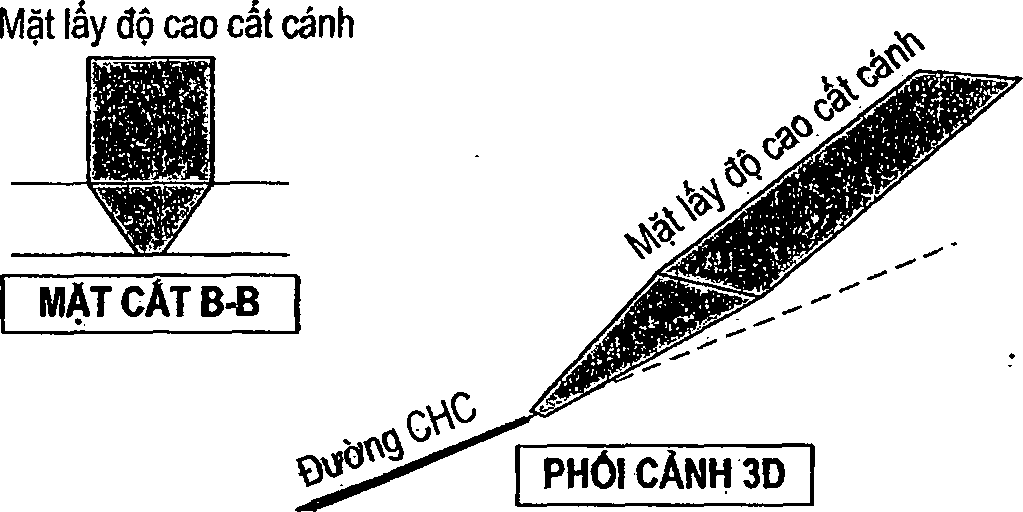 Mặt lấy độ cao cất cánh
MẶT CẮT B-B
Mặt lấy độ cao cất cánh
Đường CHC
PHỐI CẢNH 3D